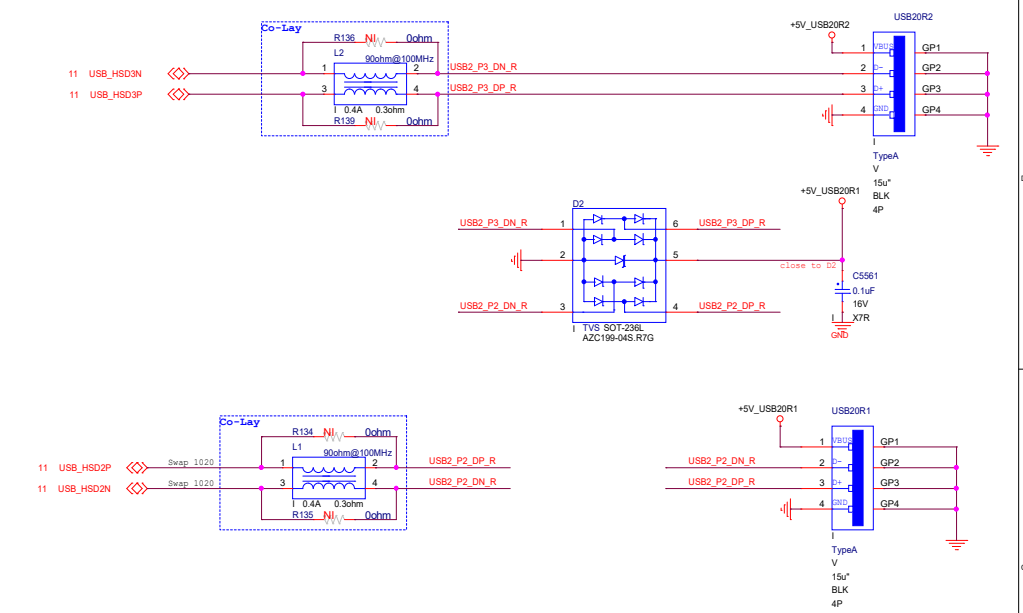 USB20R2
+5V_USB20R2
Co-Lay
R136 NI 0ohm
L2
90ohm@100MHz
1 VBUS GP1
11 USB_HSD3N 1 2 USB2_P3_DN_R 2 D- GP2
11 USB_HSD3P 3 4 USB2_P3_DP_R 3 D+ GP3
I 0.4A 0.3ohm
4 GND GP4
R139 NI 0ohm
I
TypeA
V
15u"
BLK
4P
+5V_USB20R1
D2
USB2_P3_DN_R 1 6 USB2_P3_DP_R
2 5
close to D2
C5561
0.1uF
16V
I X7R
GND
USB2_P2_DN_R 3 4 USB2_P2_DP_R
I TVS SOT-236L
AZC199-04S.R7G
+5V_USB20R1
USB20R1
Co-Lay
R134 NI 0ohm
L1
90ohm@100MHz
1 VBUS GP1
11 USB_HSD2P Swap 1020 1 2 USB2_P2_DP_R USB2_P2_DN_R 2 D- GP2
11 USB_HSD2N Swap 1020 3 4 USB2_P2_DN_R USB2_P2_DP_R 3 D+ GP3
I 0.4A 0.3ohm
4 GND GP4
R135 NI 0ohm
I
TypeA
V
15u"
BLK
4P